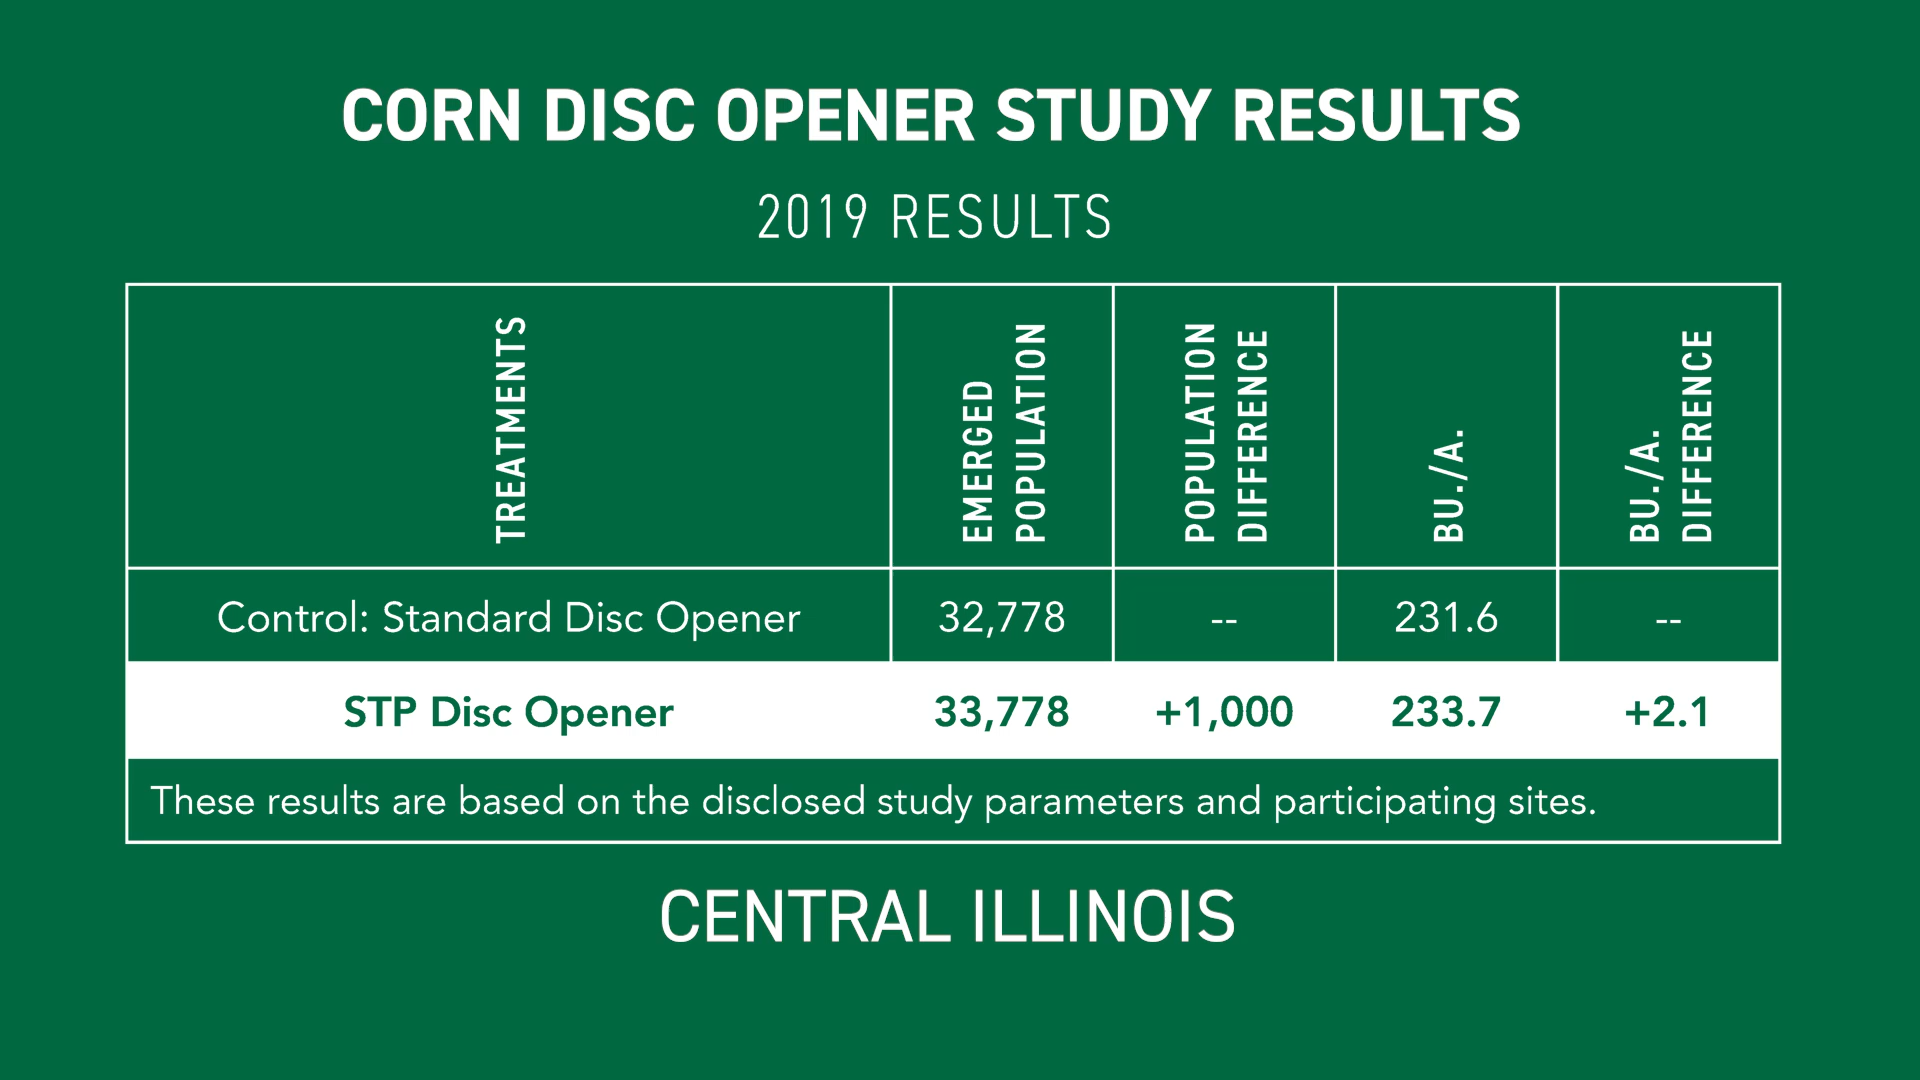 CORN DISC OPENER STUDY RESULTS
2019 RESULTS
TREATMENTS
EMERGED
POPULATION
POPULATION
DIFFERENCE
BU./A.
BU./A.
DIFFERENCE
Control: Standard Disc Opener 32,778 -- 231.6 --
STP Disc Opener 33,778 +1,000 233.7 +2.1
These results are based on the disclosed study parameters and participating sites.
CENTRAL ILLINOIS